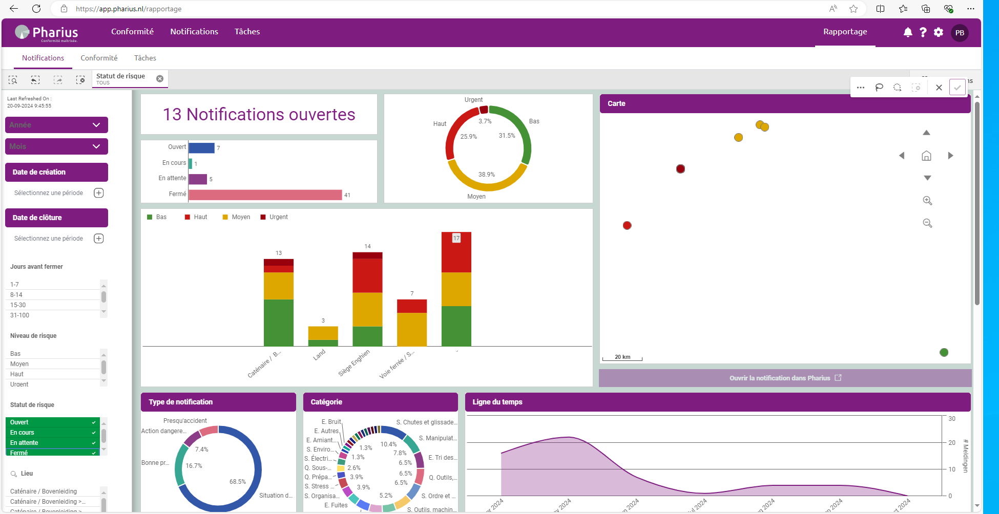 https://app.pharius.nl/rapportage
Pharius
Conformité maîtrisée.
Conformité
Notifications
Tâches
Rapportage
PB
Notifications
Conformité
Tâches
Statut de risque
TOUS
Last Refreshed On :
20-09-2024 9:45:55
Année
Mois
Date de création
Sélectionnez une période
Date de clôture
Sélectionnez une période
Jours avant fermer
1-7
8-14
15-30
31-100
Niveau de risque
Bas
Moyen
Haut
Urgent
Statut de risque
Ouvert
En cours
En attente
Fermé
Lieu
Caténaire / Bovenleiding
Caténaire / Bovenleiding >...
Caténaire / Bovenleiding >
13 Notifications ouvertes
Ouvert
7
En cours
1
En attente
5
Fermé
41
Urgent
Haut
Bas
3.7%
25.9%
31.5%
38.9%
Moyen
Bas
Haut
Moyen
Urgent
13
3
14
7
17
Caténaire / B...
Land
Siège Enghien
Voie ferrée / S...
-
Carte
20 km
Ouvrir la notification dans Pharius
Type de notification
Presqu'accident
Action dangere...
7.4%
Bonne pr...
16.7%
68.5%
Situation d...
Catégorie
E. Bruit
E. Autres
E. Amiant...
S. Enviro...
S. Électri...
Q. Sous-...
Q. Prépa...
S. Stress ...
S. Organisa...
E. Fuites
S. Chutes et glissade...
S. Manipulat...
E. Tri des...
Q. Outils,...
S. Ordre et ...
S. Outils, machin...
10.4%
7.8%
6.5%
6.5%
6.5%
5.2%
1.3%
1.3%
2.6%
3.9%
3.9%
Ligne du temps
30
20
10
0
# Meldingen
2024
2024
2024
2024
2024
2024
2024